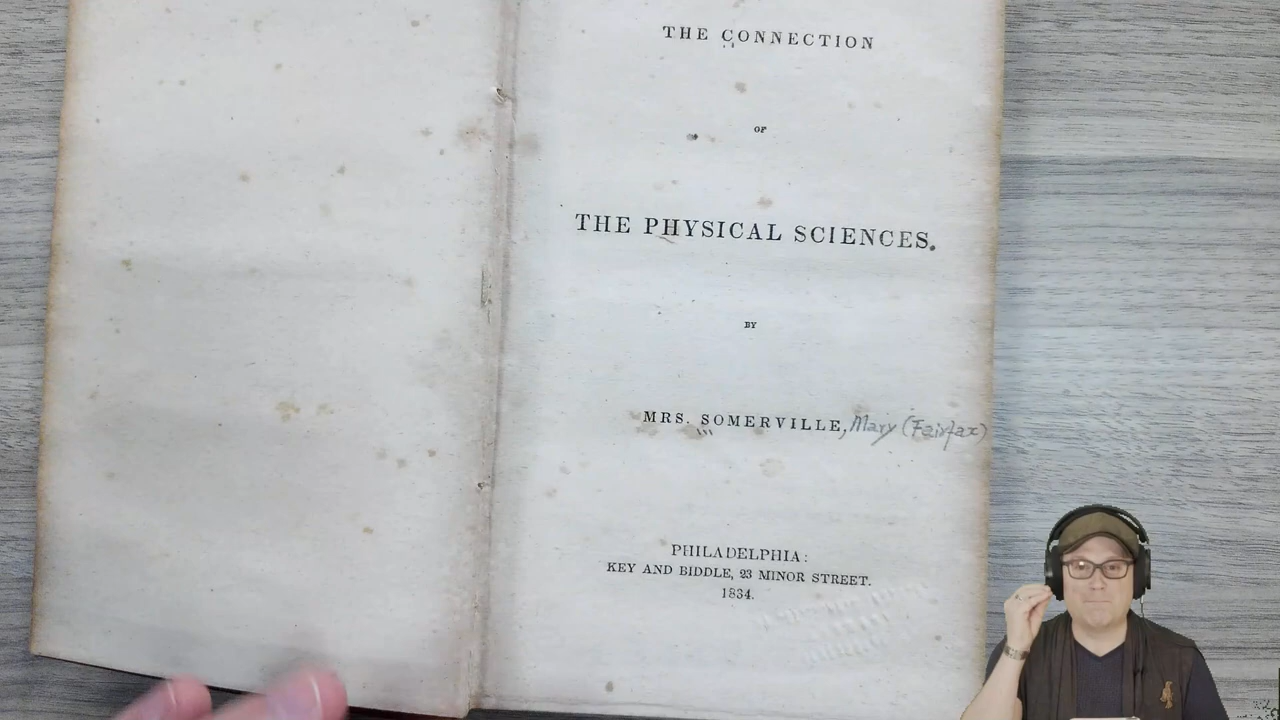 THE CONNECTION
OF
THE PHYSICAL SCIENCES.
BY
MRS. SOMERVILLE, Mary (Fairfax)
PHILADELPHIA:
KEY AND BIDDLE, 23 MINOR STREET.
1834.